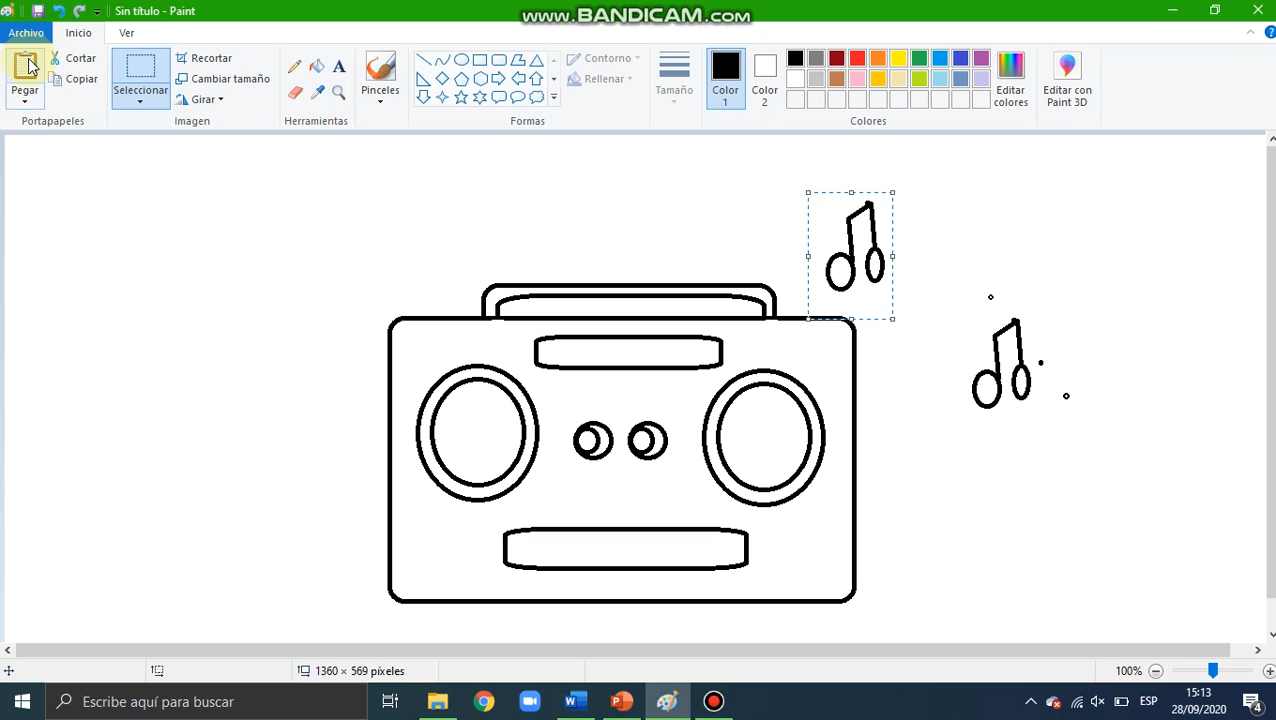 www.BANDICAM.com
Sin título - Paint
Archivo
Inicio
Ver
Pegar
Cortar
Copiar
Portapapeles
Seleccionar
Recortar
Cambiar tamaño
Girar
Imagen
A
Herramientas
Pinceles
Contorno
Rellenar
Formas
Tamaño
Color
1
Color
2
Editar
colores
Colores
Editar con
Paint 3D
1360 × 569 píxeles
100%
Escribe aquí para buscar
ESP
15:13
28/09/2020
4